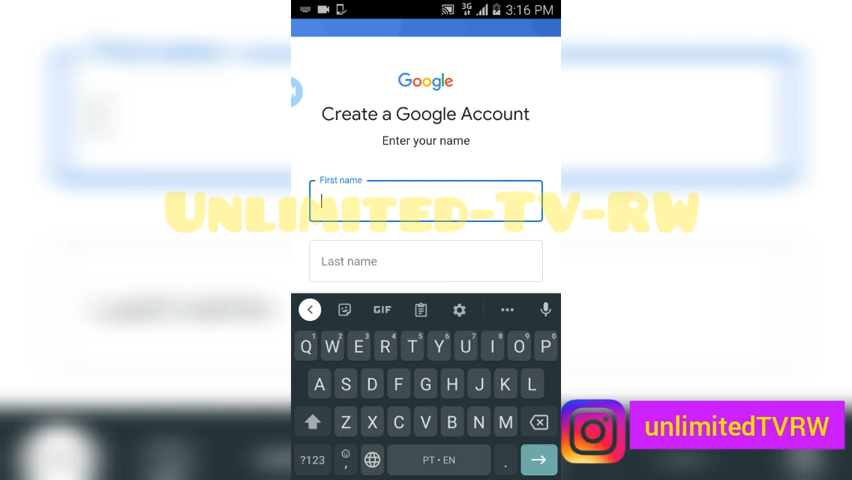 3G 3:16 PM
Google
Create a Google Account
Enter your name
First name
Unlimited-TV-RW
Last name
GIF
1 2 3 4 5 6 7 8 9 0
Q W E R T Y U I O P
A S D F G H J K L
Z X C V B N M
?123 , PT • EN .
unlimitedTVRW